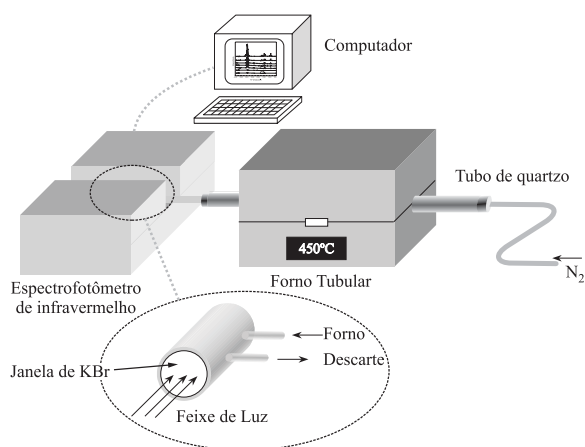 Computador
Tubo de quartzo
450°C
N₂
Espectrofotômetro
de infravermelho
Forno Tubular
Forno
Descarte
Janela de KBr
Feixe de Luz